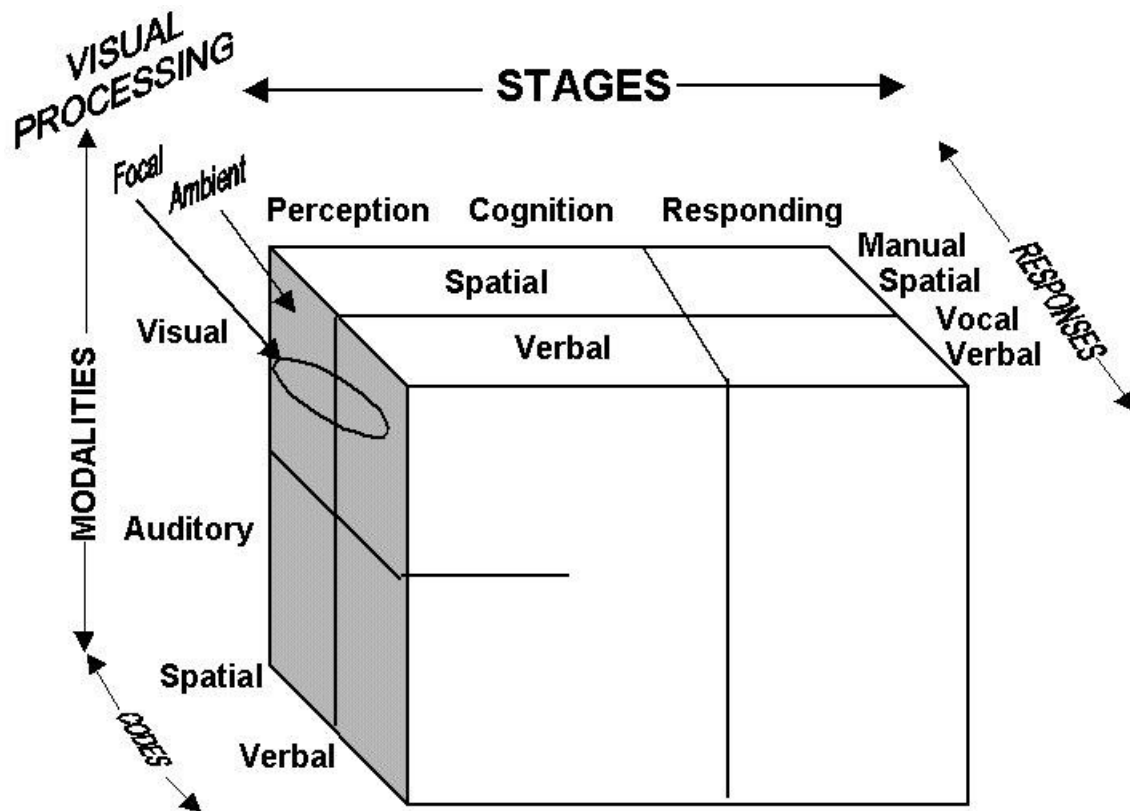 VISUAL
PROCESSING
STAGES
Focal
Ambient
Perception Cognition Responding
Manual
Spatial
Vocal
Verbal
RESPONSES
Spatial
Verbal
Visual
MODALITIES
Auditory
Spatial
Verbal
CODES